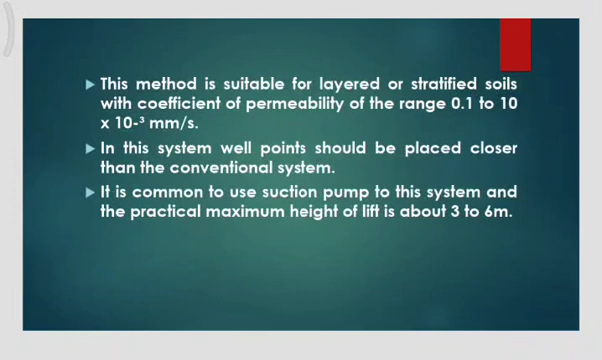 This method is suitable for layered or stratified soils
with coefficient of permeability of the range 0.1 to 10
x 10-³ mm/s.
In this system well points should be placed closer
than the conventional system.
It is common to use suction pump to this system and
the practical maximum height of lift is about 3 to 6m.